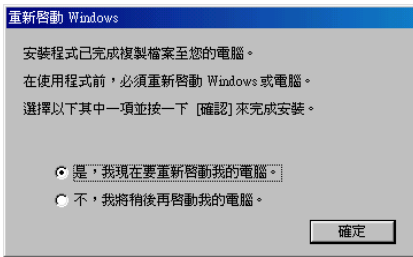 重新啓動 Windows
安裝程式已完成複製檔案至您的電腦。
在使用程式前，必須重新啓動 Windows 或電腦。
選擇以下其中一項並按一下 [確認] 來完成安裝。
是，我現在要重新啓動我的電腦。
不，我將稍後再啓動我的電腦。
確定